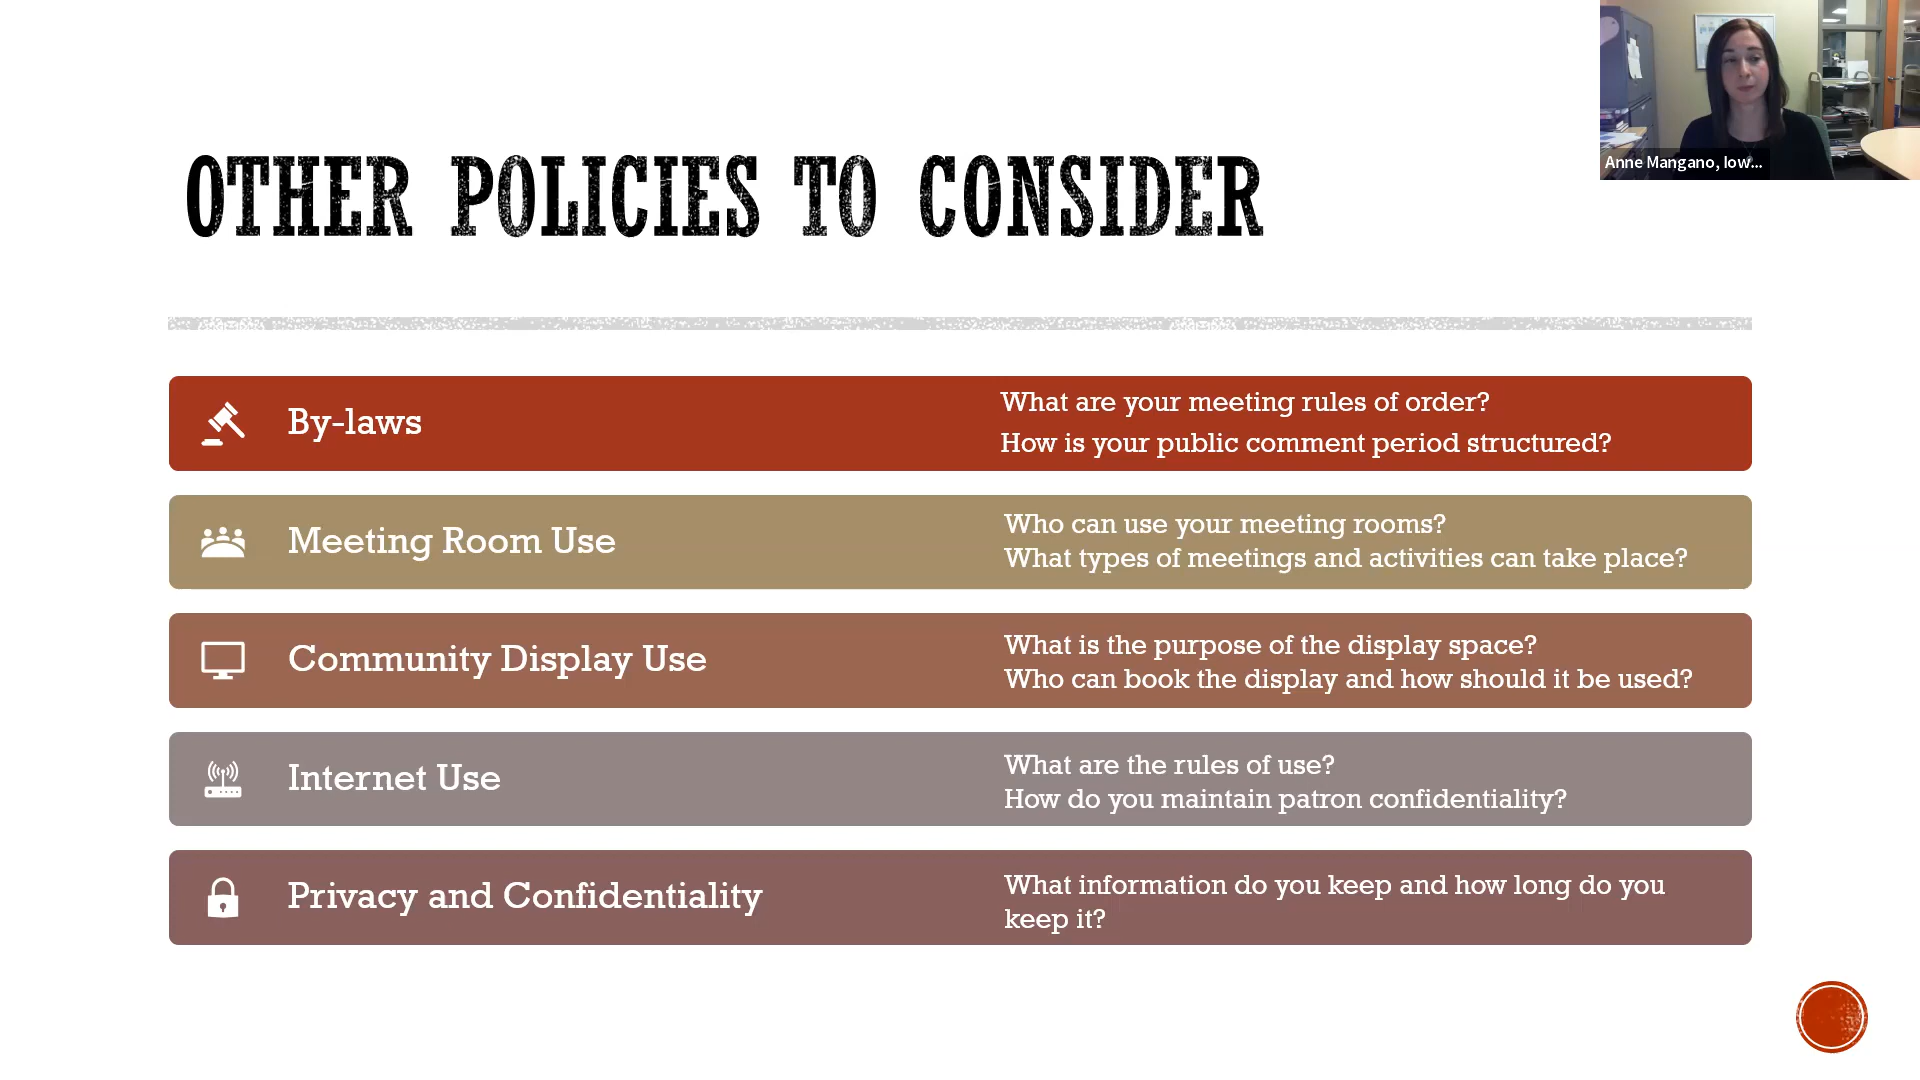 Anne Mangano, Iow...
OTHER POLICIES TO CONSIDER
By-laws
What are your meeting rules of order?
How is your public comment period structured?
Meeting Room Use
Who can use your meeting rooms?
What types of meetings and activities can take place?
Community Display Use
What is the purpose of the display space?
Who can book the display and how should it be used?
Internet Use
What are the rules of use?
How do you maintain patron confidentiality?
Privacy and Confidentiality
What information do you keep and how long do you
keep it?